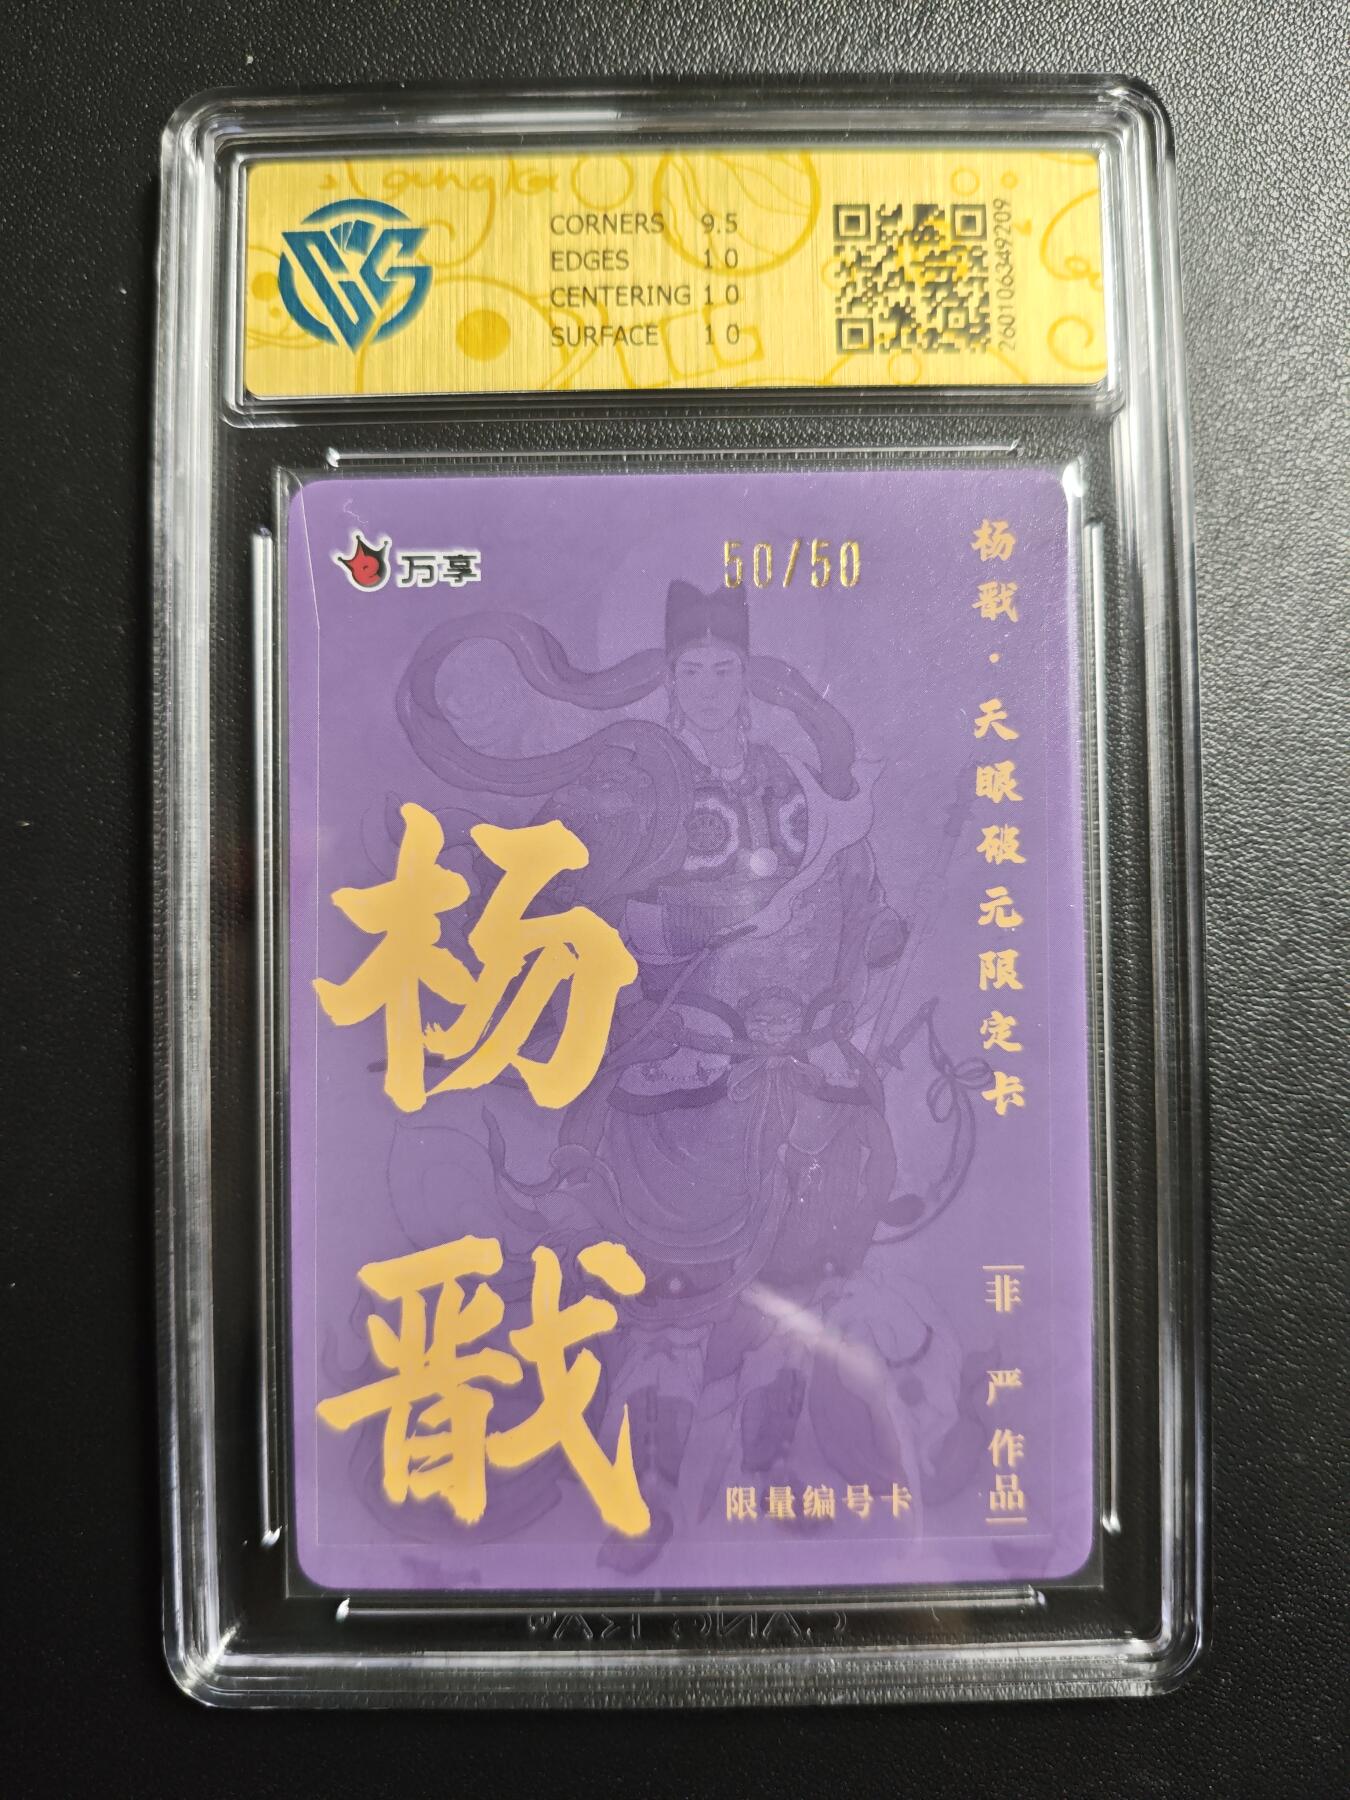 CORNERS 9.5
EDGES 10
CENTERING 10
SURFACE 10
2601063492​09
万享
50/50
杨戬·天眼破元限定卡
杨戬
非严作品
限量编号卡